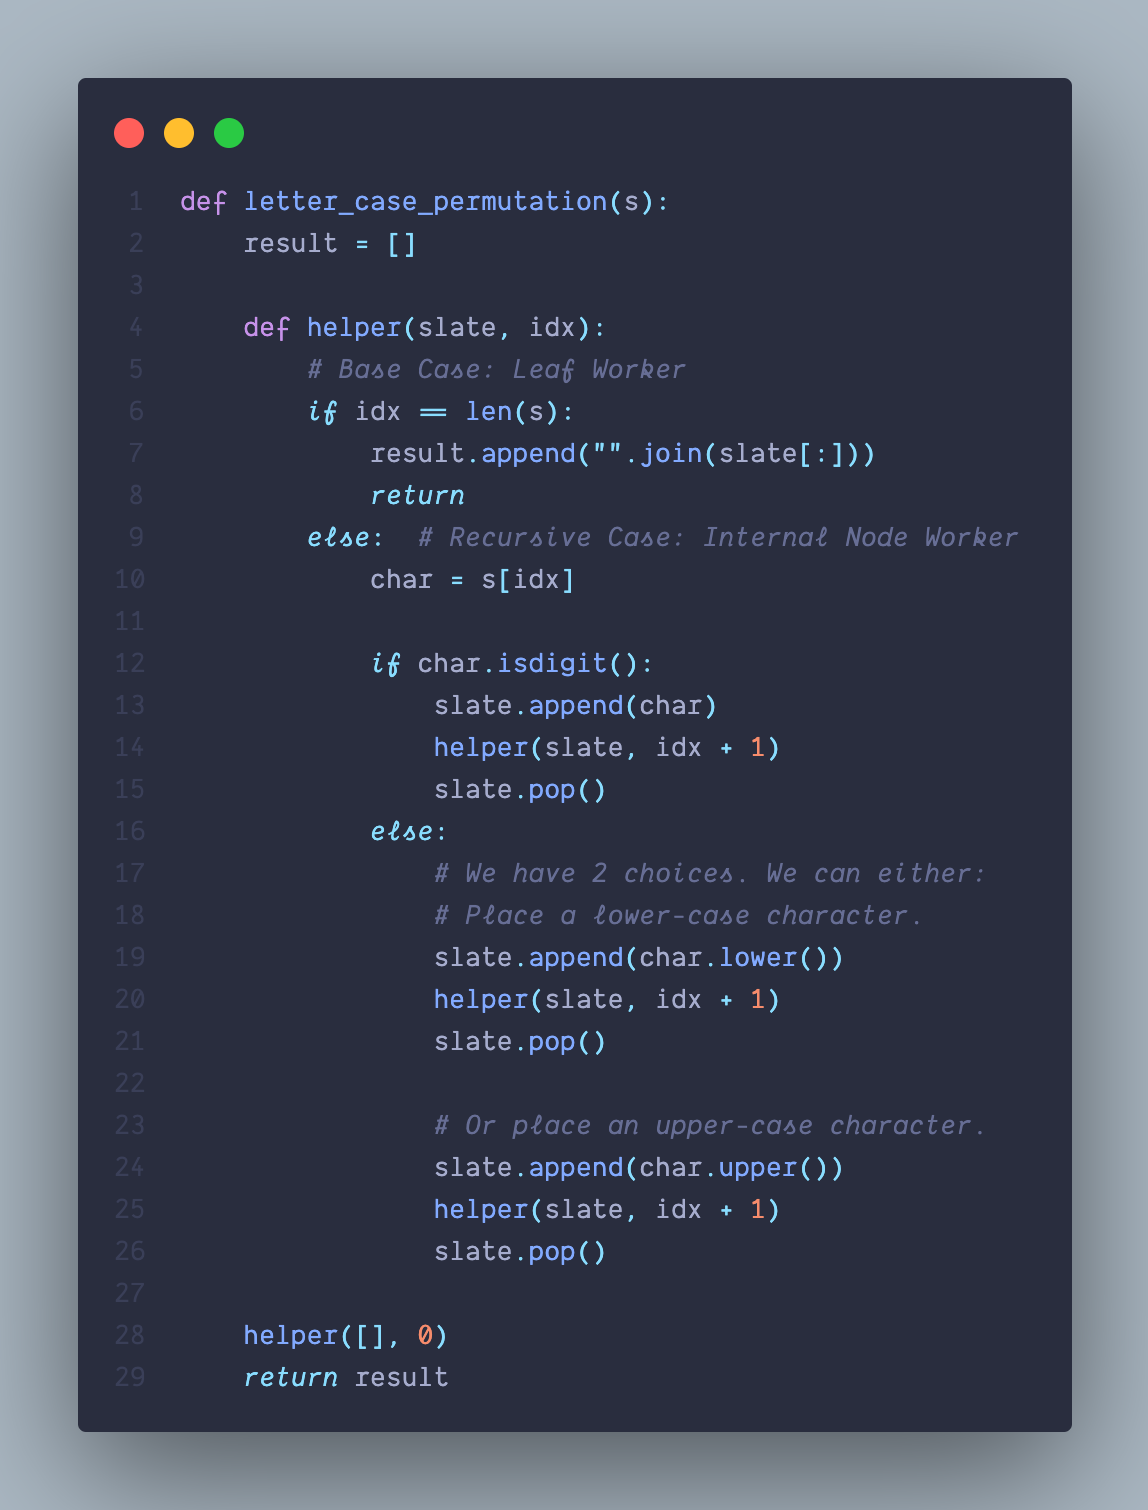 1 def letter_case_permutation(s):
2     result = []
3
4     def helper(slate, idx):
5         # Base Case: Leaf Worker
6         if idx == len(s):
7             result.append("".join(slate[:]))
8             return
9         else:  # Recursive Case: Internal Node Worker
10             char = s[idx]
11
12             if char.isdigit():
13                 slate.append(char)
14                 helper(slate, idx + 1)
15                 slate.pop()
16             else:
17                 # We have 2 choices. We can either:
18                 # Place a lower-case character.
19                 slate.append(char.lower())
20                 helper(slate, idx + 1)
21                 slate.pop()
22
23                 # Or place an upper-case character.
24                 slate.append(char.upper())
25                 helper(slate, idx + 1)
26                 slate.pop()
27
28     helper([], 0)
29     return result